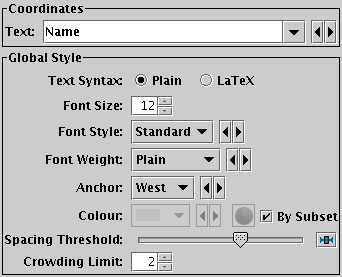 Coordinates
Text: Name
Global Style
Text Syntax: Plain LaTeX
Font Size: 12
Font Style: Standard
Font Weight: Plain
Anchor: West
Colour: By Subset
Spacing Threshold:
Crowding Limit: 2